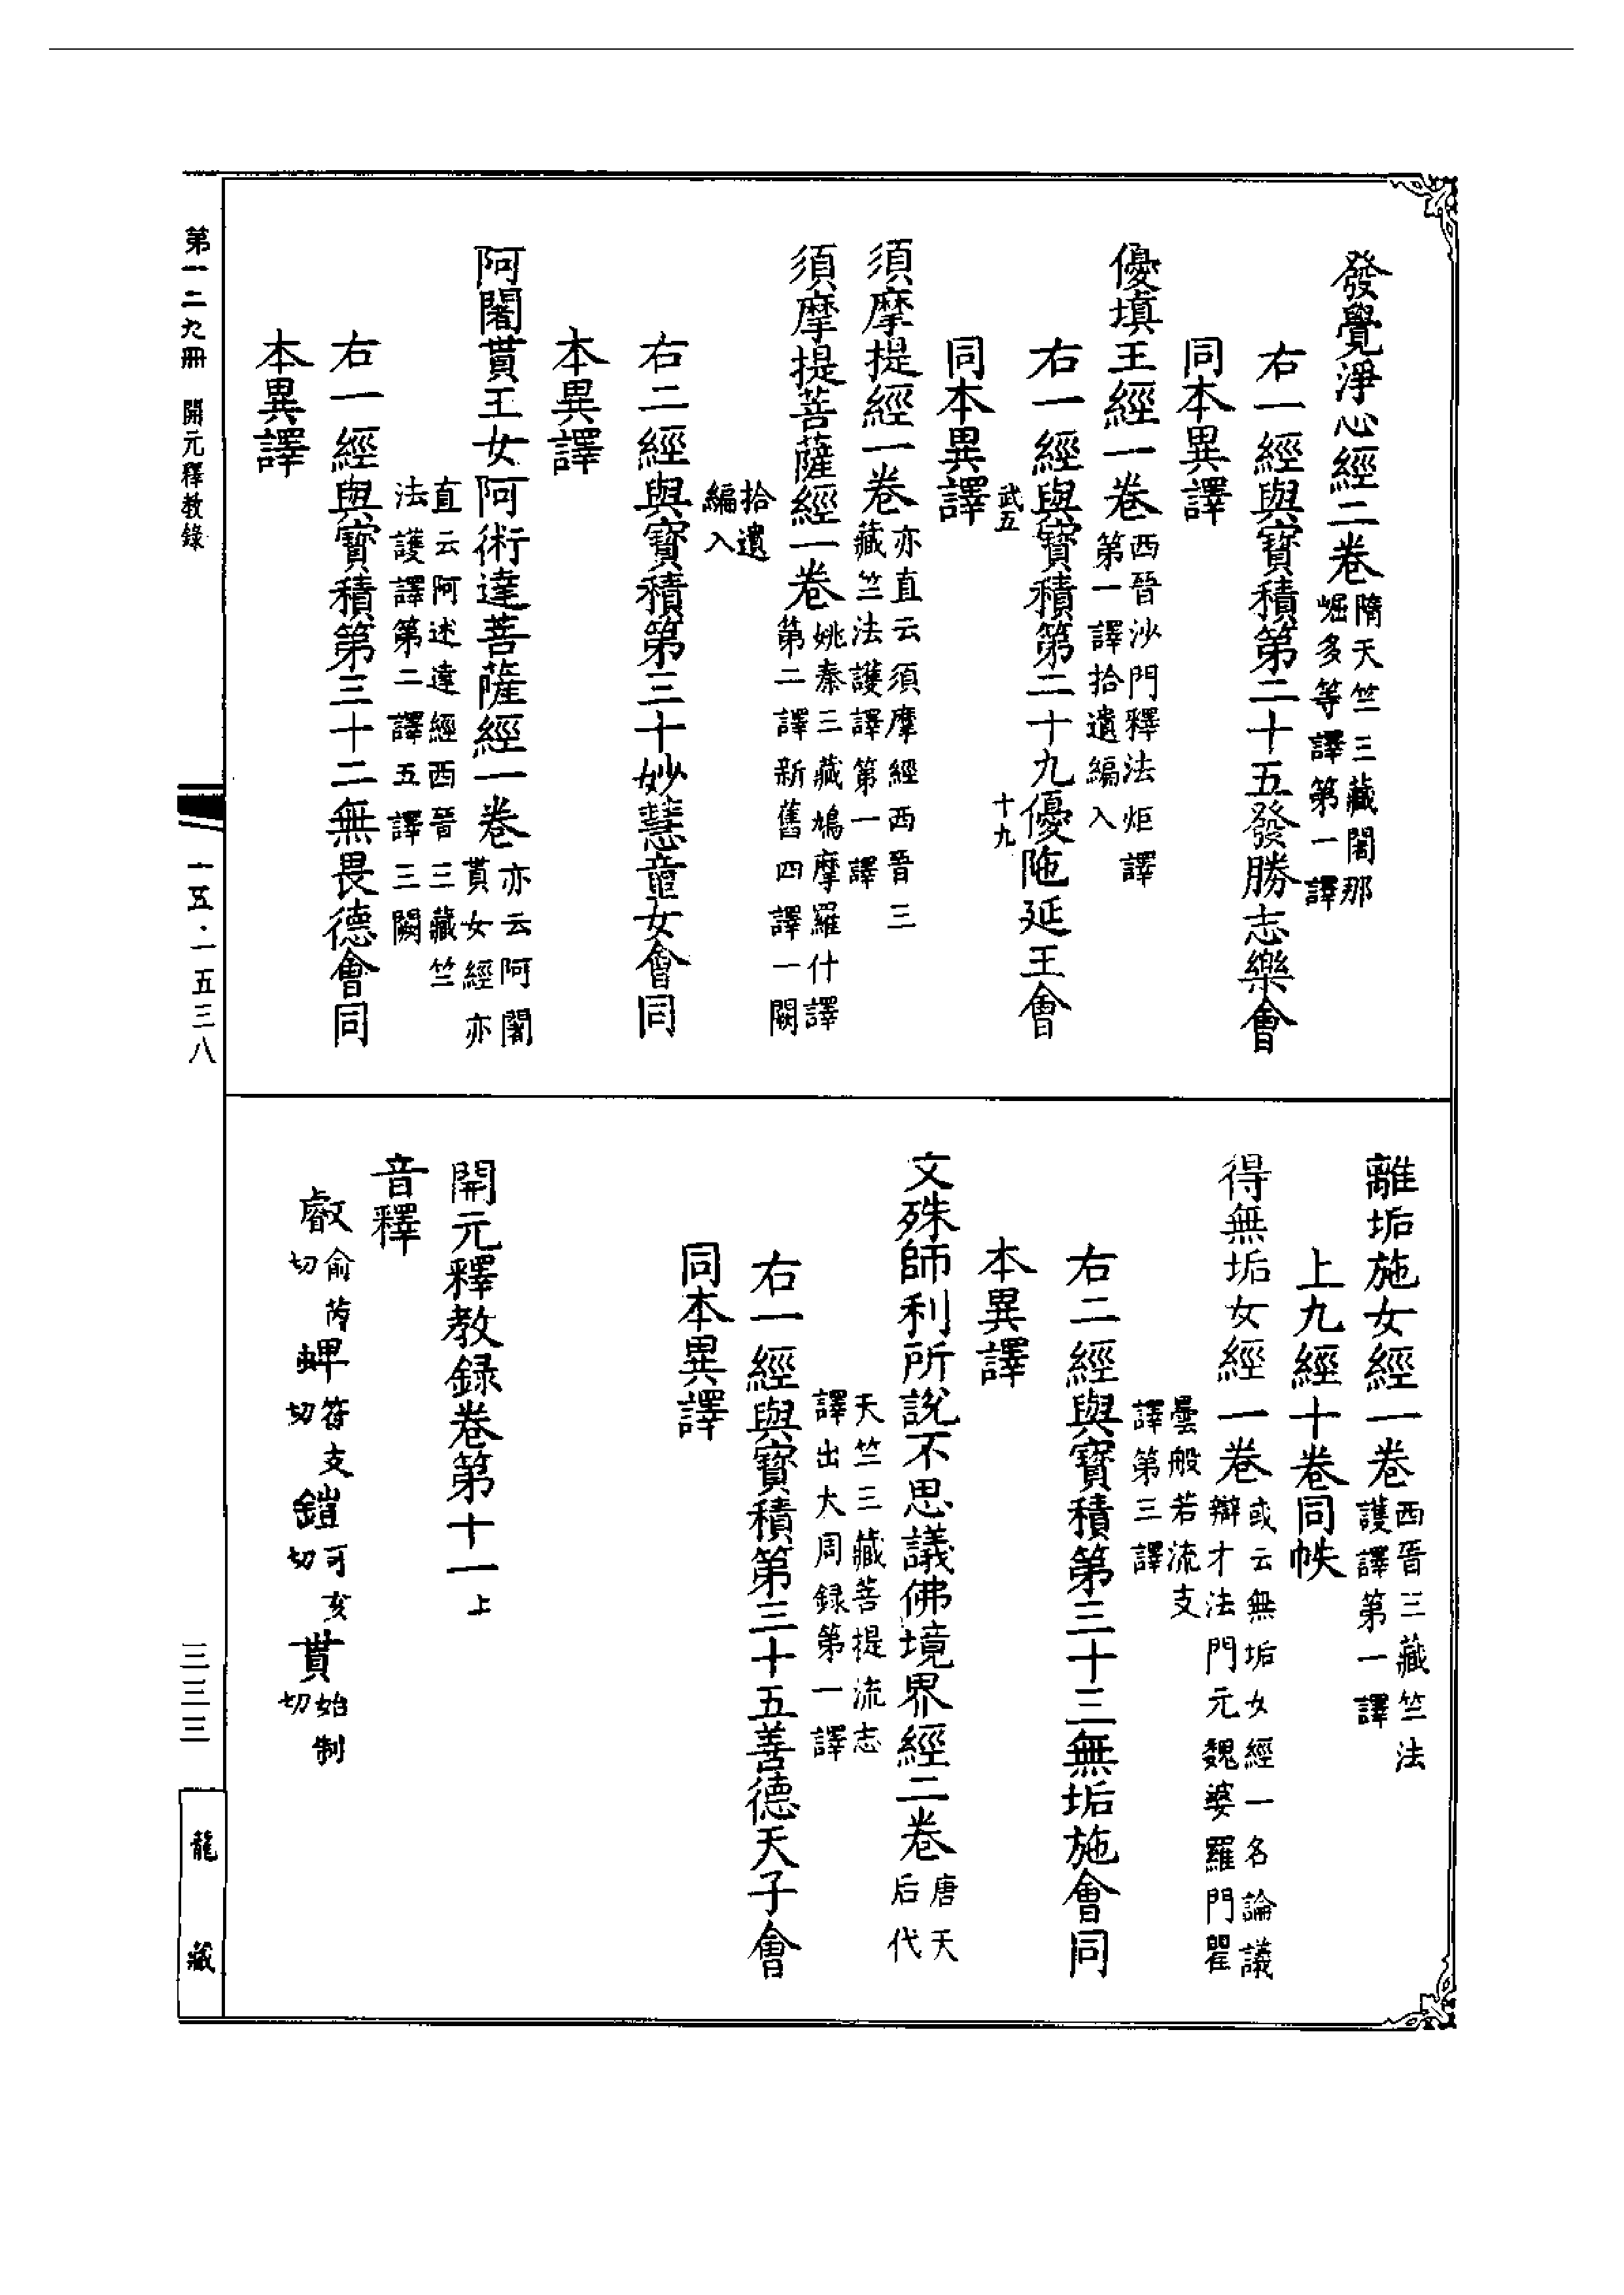 發覺淨心經二卷隋天竺三藏闍那
崛多等譯第一譯
右一經與寶積第二十五發勝志樂會
同本異譯
優填王經一卷西晉沙門釋法炬譯
第一譯拾遺編入
右一經與寶積第二十九優陁延王會
武五
十九
同本異譯
須摩提經一卷亦直云須摩經西晉三
藏竺法護譯第一譯
須摩提菩薩經一卷姚秦三藏鳩摩羅什譯
第二譯新舊四譯一闕
拾遺
編入
右二經與寶積第三十妙慧童女會同
本異譯
阿闍貰王女阿術達菩薩經一卷亦云阿闍
貰女經亦
直云阿述達經西晉三藏竺
法護譯第二譯五譯三闕
右一經與寶積第三十二無畏德會同
本異譯
離垢施女經一卷西晉三藏竺法
護譯第一譯
上九經十卷同帙
得無垢女經一卷或云無垢女經一名論議
辯才法門元魏婆羅門瞿
曇般若流支
譯第三譯
右二經與寶積第三十三無垢施會同
本異譯
文殊師利所說不思議佛境界經二卷唐天
后代
天竺三藏菩提流志
譯出大周録第一譯
右一經與寶積第三十五善德天子會
同本異譯
開元釋教録卷第十一上
音釋
叡俞芮切 蜱符支切 鎧可亥切 貰始制切
第一二九冊 開元釋教錄
一五·一五三八
三三三
龍藏